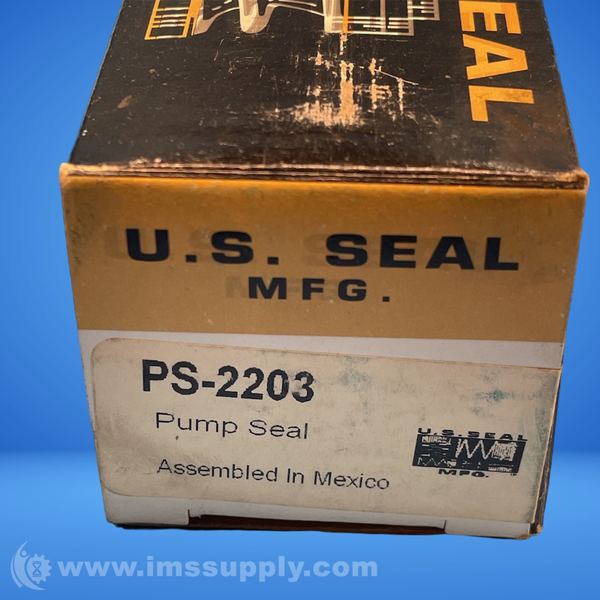 EAL
U.S. SEAL
MFG.
PS-2203
Pump Seal
Assembled In Mexico
U.S. SEAL
MFG.
www.imssupply.com